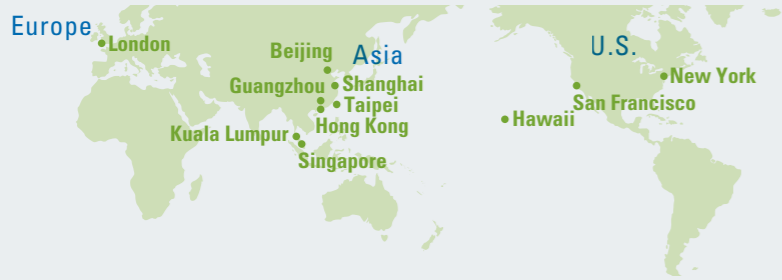 Europe
London
Beijing
Asia
Guangzhou
Shanghai
Taipei
Hong Kong
Kuala Lumpur
Singapore
U.S.
New York
San Francisco
Hawaii